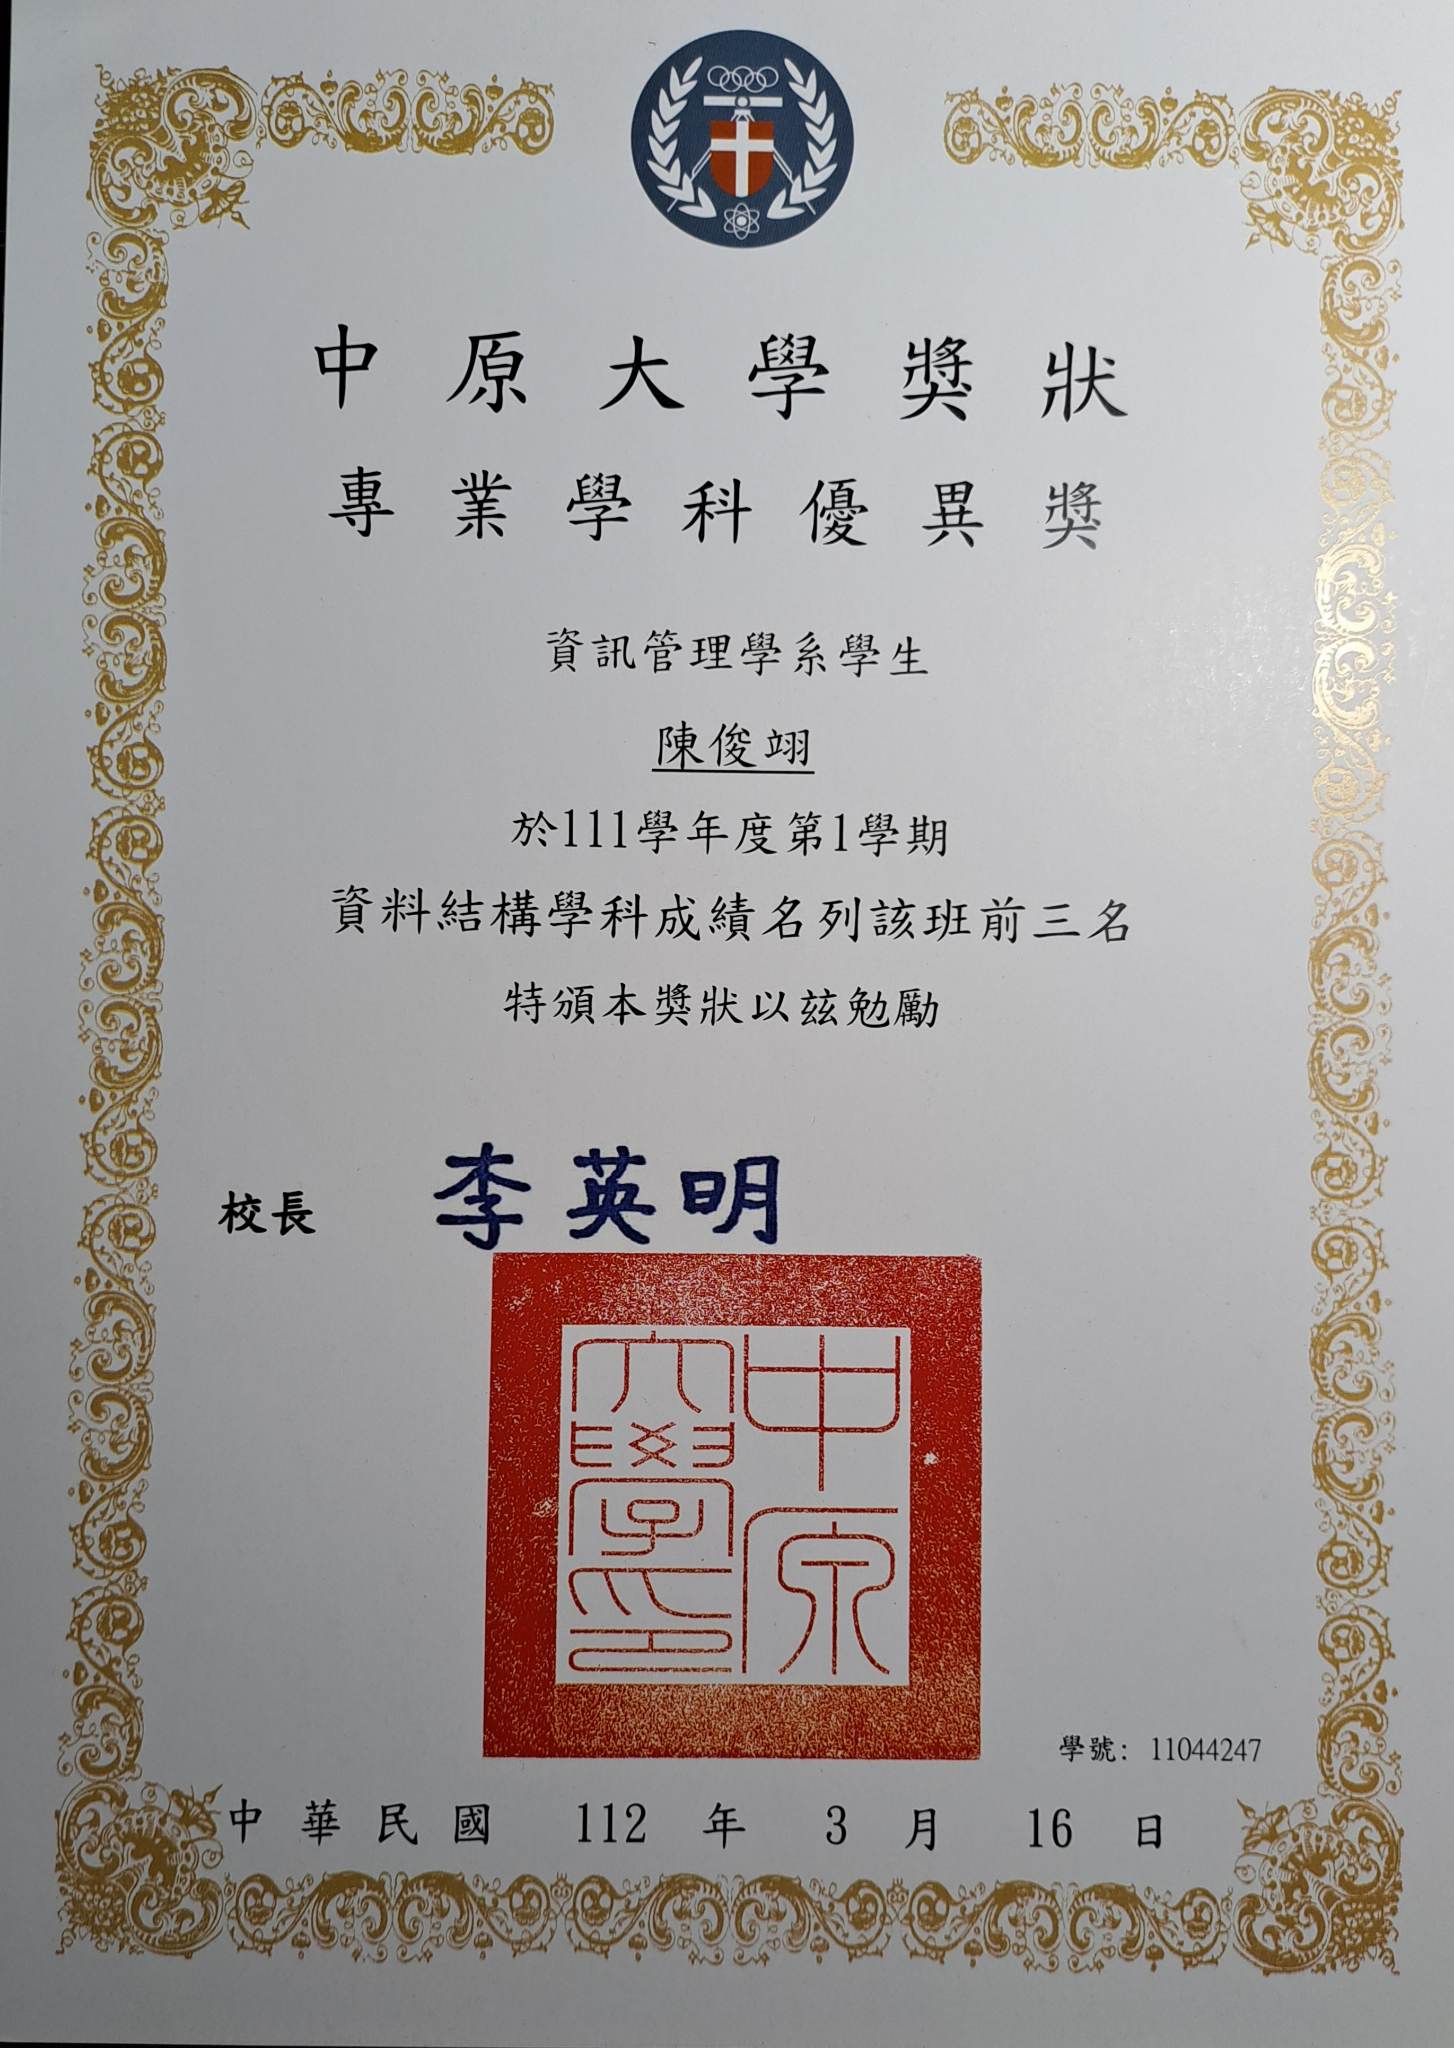 中原大學獎狀
專業學科優異獎
資訊管理學系學生
陳俊翊
於111學年度第1學期
資料結構學科成績名列該班前三名
特頒本獎狀以茲勉勵
校長 李英明
中原大學印
學號：11044247
中華民國 112 年 3 月 16 日